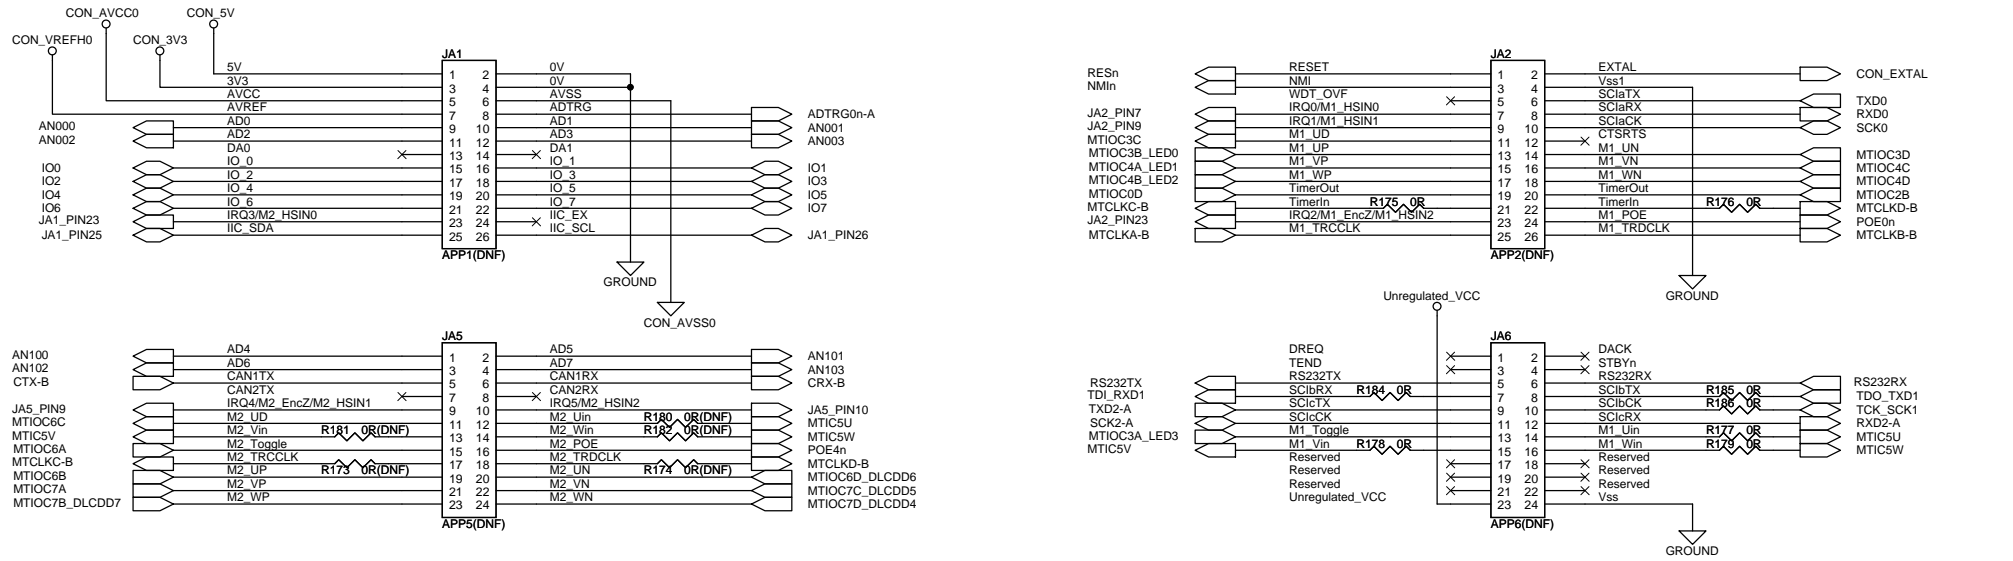 CON_AVCC0
CON_5V
CON_VREFH0
CON_3V3
JA1
5V 1 2 0V
3V3 3 4 0V
AVCC 5 6 AVSS
AVREF 7 8 ADTRG ADTRG0n-A
AN000 AD0 9 10 AD1 AN001
AN002 AD2 11 12 AD3 AN003
DA0 13 14 DA1
IO0 IO_0 15 16 IO_1 IO1
IO2 IO_2 17 18 IO_3 IO3
IO4 IO_4 19 20 IO_5 IO5
IO6 IO_6 21 22 IO_7 IO7
JA1_PIN23 IRQ3/M2_HSIN0 23 24 IIC_EX
JA1_PIN25 IIC_SDA 25 26 IIC_SCL JA1_PIN26
APP1(DNF)
GROUND
CON_AVSS0
JA2
RESn RESET 1 2 EXTAL CON_EXTAL
NMIn NMI 3 4 Vss1
WDT_OVF 5 6 SCIaTX TXD0
JA2_PIN7 IRQ0/M1_HSIN0 7 8 SCIaRX RXD0
JA2_PIN9 IRQ1/M1_HSIN1 9 10 SCIaCK SCK0
MTIOC3C M1_UD 11 12 CTSRTS
MTIOC3B_LED0 M1_UP 13 14 M1_UN MTIOC3D
MTIOC4A_LED1 M1_VP 15 16 M1_VN MTIOC4C
MTIOC4B_LED2 M1_WP 17 18 M1_WN MTIOC4D
MTIOC0D TimerOut 19 20 TimerOut MTIOC2B
MTCLKC-B TimerIn R175 0R 21 22 TimerIn R176 0R MTCLKD-B
JA2_PIN23 IRQ2/M1_EncZ/M1_HSIN2 23 24 M1_POE POE0n
MTCLKA-B M1_TRCCLK 25 26 M1_TRDCLK MTCLKB-B
APP2(DNF)
GROUND
JA5
AN100 AD4 1 2 AD5 AN101
AN102 AD6 3 4 AD7 AN103
CTX-B CAN1TX 5 6 CAN1RX CRX-B
CAN2TX 7 8 CAN2RX
JA5_PIN9 IRQ4/M2_EncZ/M2_HSIN1 9 10 IRQ5/M2_HSIN2 JA5_PIN10
MTIOC6C M2_UD 11 12 M2_Uin R180 0R(DNF) MTIC5U
MTIC5V M2_Vin R181 0R(DNF) 13 14 M2_Win R182 0R(DNF) MTIC5W
MTIOC6A M2_Toggle 15 16 M2_POE POE4n
MTCLKC-B M2_TRCCLK R173 0R(DNF) 17 18 M2_TRDCLK R174 0R(DNF) MTCLKD-B
MTIOC6B M2_UP 19 20 M2_UN MTIOC6D_DLCDD6
MTIOC7A M2_VP 21 22 M2_VN MTIOC7C_DLCDD5
MTIOC7B_DLCDD7 M2_WP 23 24 M2_WN MTIOC7D_DLCDD4
APP5(DNF)
Unregulated_VCC
JA6
DREQ 1 2 DACK
TEND 3 4 STBYn
RS232TX RS232TX 5 6 RS232RX RS232RX
TDI_RXD1 SCIbRX R184 0R 7 8 SCIbTX R185 0R TDO_TXD1
TXD2-A SCIcTX 9 10 SCIbCK R186 0R TCK_SCK1
SCK2-A SCIcCK 11 12 SCIcRX RXD2-A
MTIOC3A_LED3 M1_Toggle 13 14 M1_Uin R177 0R MTIC5U
MTIC5V M1_Vin R178 0R 15 16 M1_Win R179 0R MTIC5W
Reserved 17 18 Reserved
Reserved 19 20 Reserved
Reserved 21 22 Reserved
Unregulated_VCC 23 24 Vss
APP6(DNF)
GROUND